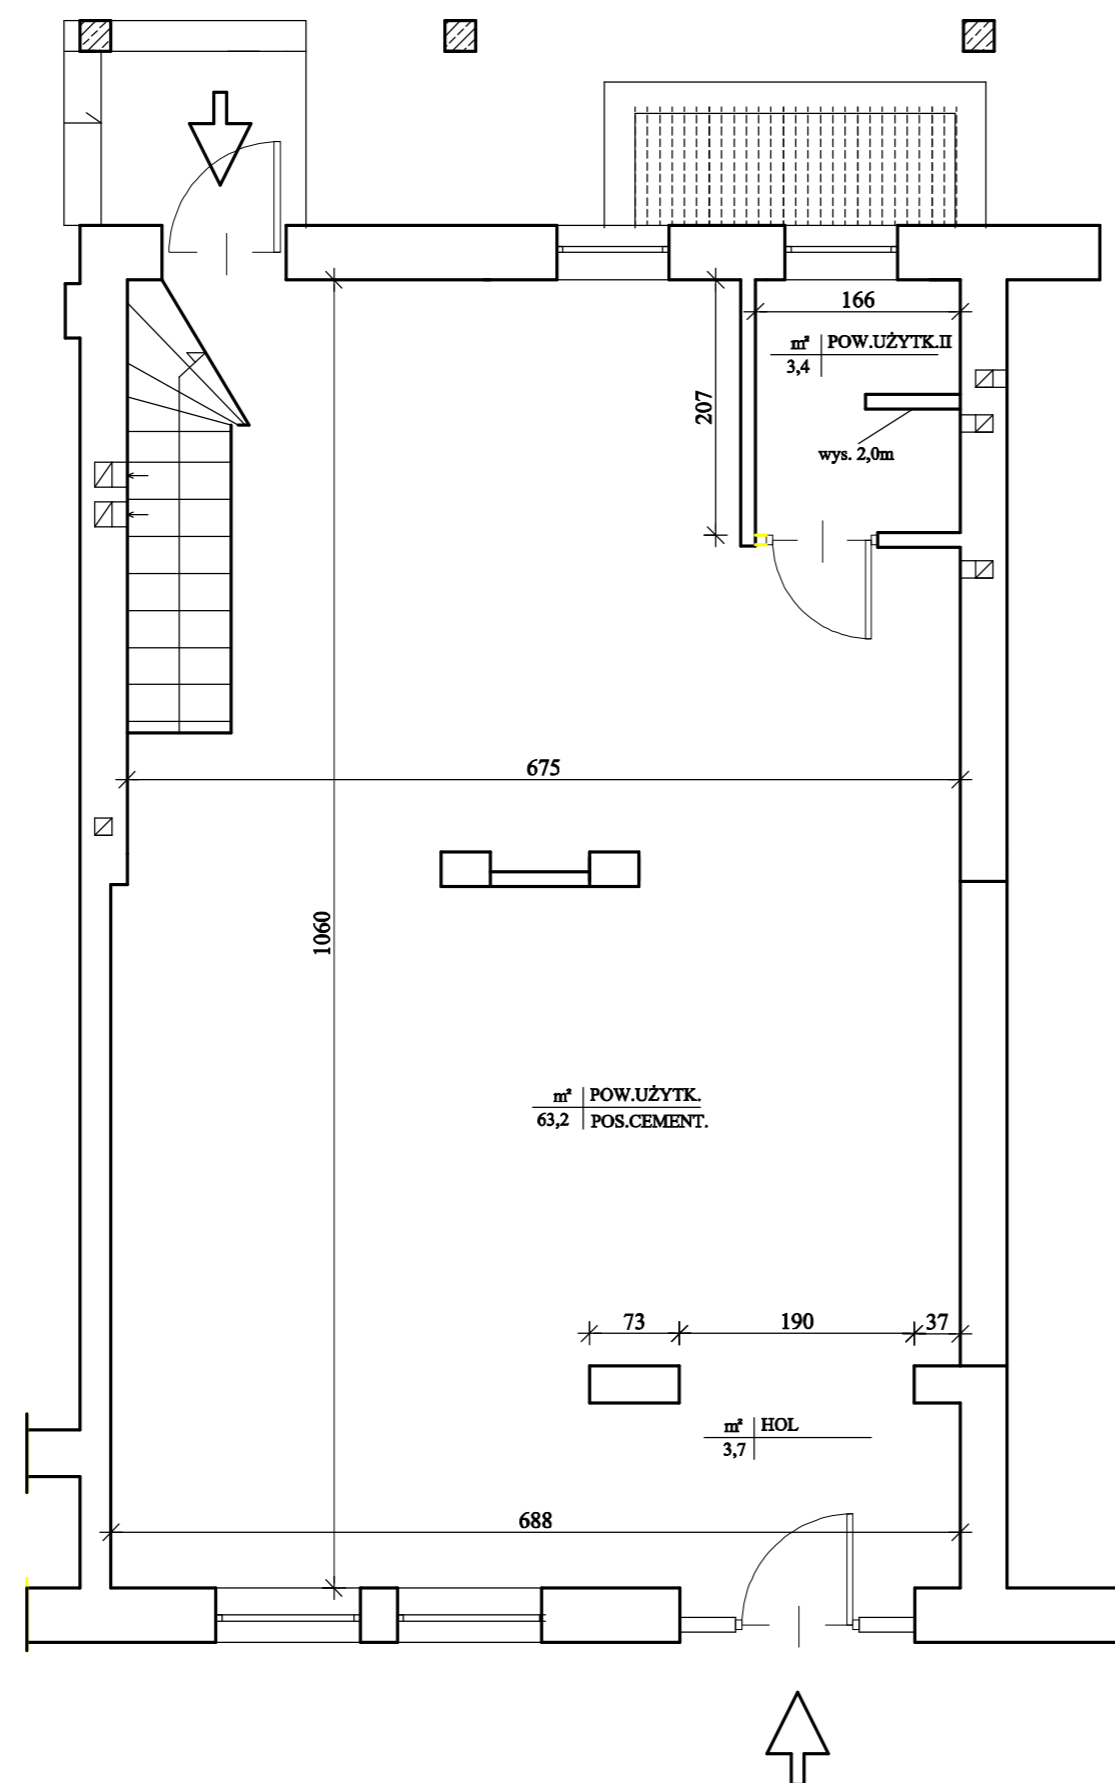 166
m² POW.UŻYTK.II
3,4
207
wys. 2,0m
675
1060
m² POW.UŻYTK.
63,2 POS.CEMENT.
73 190 37
m² HOL
3,7
688